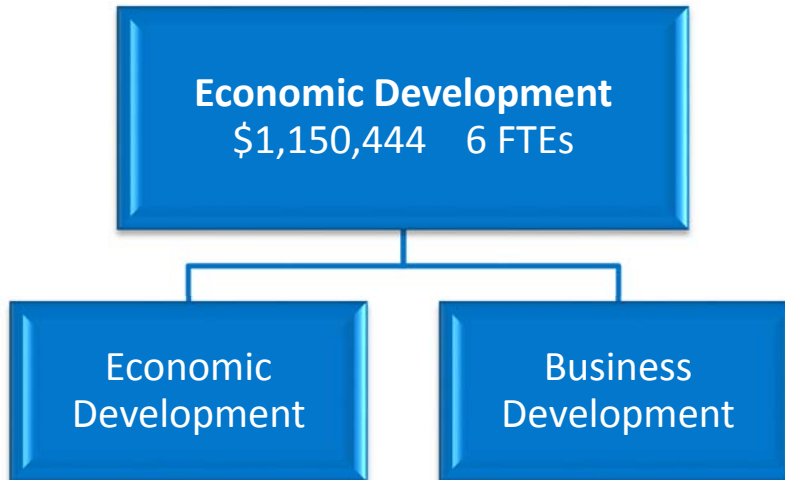 Economic Development
$1,150,444 6 FTEs
Economic
Development
Business
Development